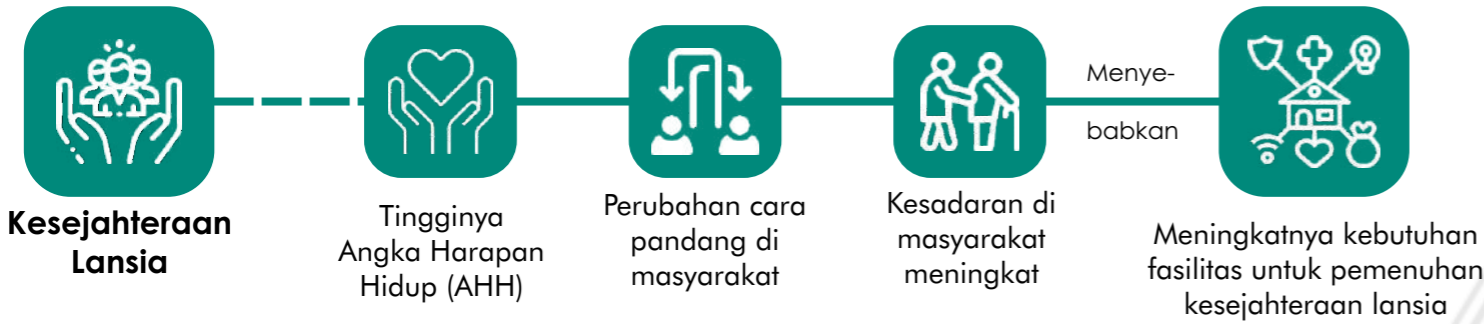 Kesejahteraan
Lansia
Tingginya
Angka Harapan
Hidup (AHH)
Perubahan cara
pandang di
masyarakat
Kesadaran di
masyarakat
meningkat
Menye-
babkan
Meningkatnya kebutuhan
fasilitas untuk pemenuhan
kesejahteraan lansia